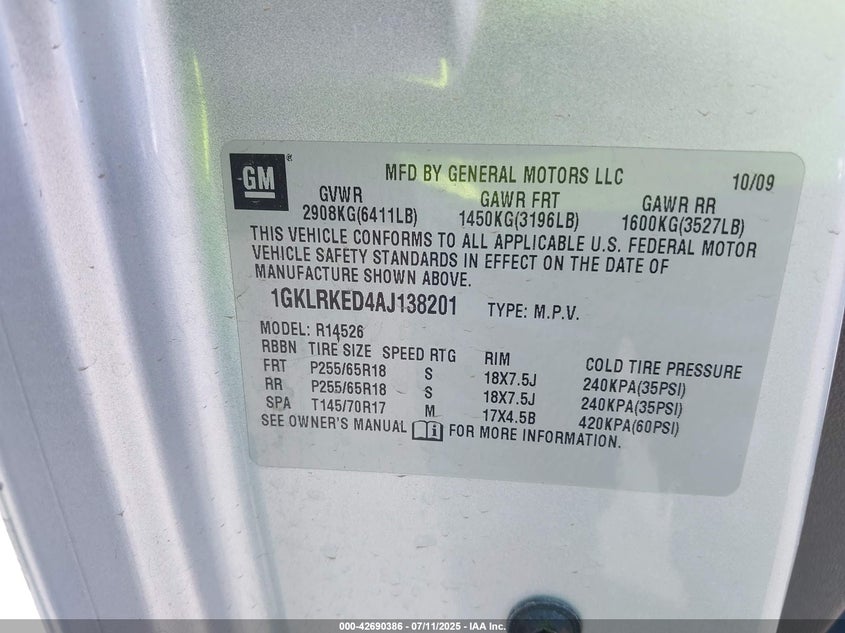 GM ®
MFD BY GENERAL MOTORS LLC 10/09
GVWR GAWR FRT GAWR RR
2908KG(6411LB) 1450KG(3196LB) 1600KG(3527LB)
THIS VEHICLE CONFORMS TO ALL APPLICABLE U.S. FEDERAL MOTOR
VEHICLE SAFETY STANDARDS IN EFFECT ON THE DATE OF
MANUFACTURE SHOWN ABOVE.
1GKLRKED4AJ138201 TYPE: M.P.V.
MODEL: R14526
RBBN TIRE SIZE SPEED RTG RIM COLD TIRE PRESSURE
FRT P255/65R18 S 18X7.5J 240KPA(35PSI)
RR P255/65R18 S 18X7.5J 240KPA(35PSI)
SPA T145/70R17 M 17X4.5B 420KPA(60PSI)
SEE OWNER'S MANUAL FOR MORE INFORMATION.
000-42690386 - 07/11/2025 - IAA Inc.